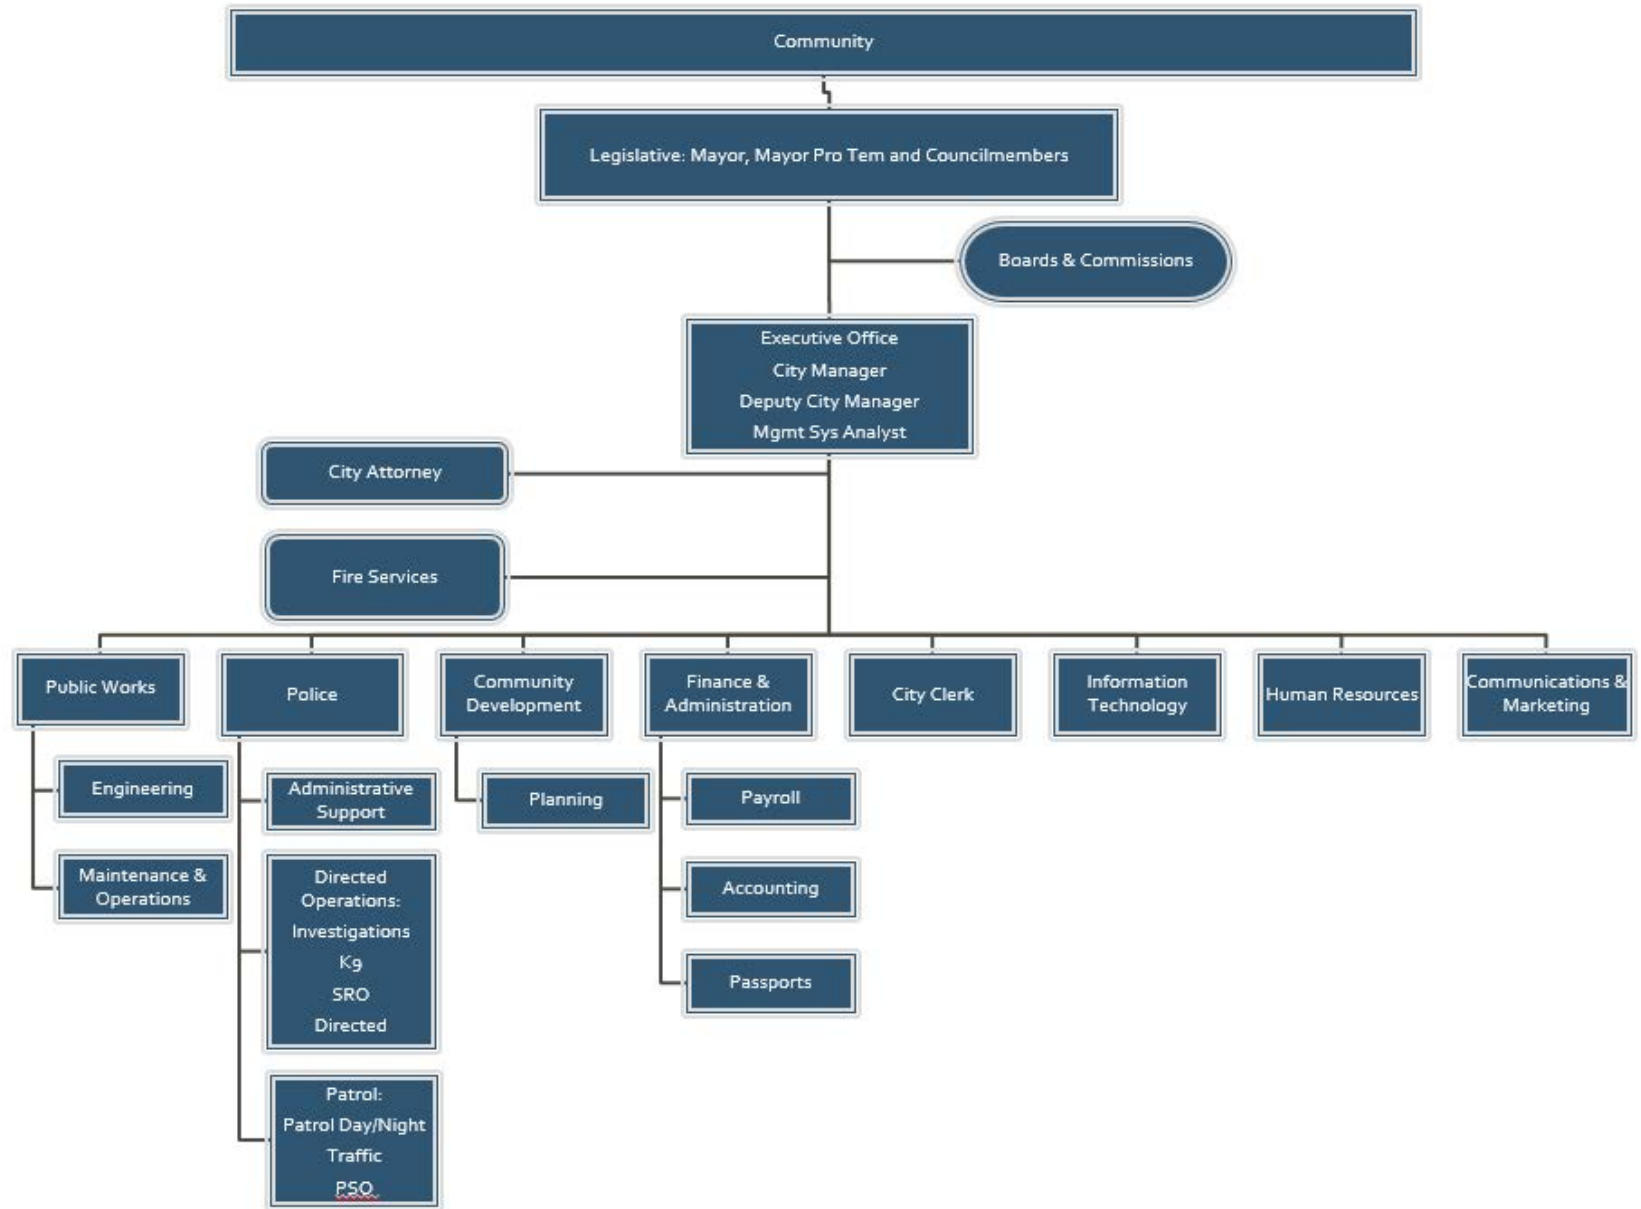 Community
Legislative: Mayor, Mayor Pro Tem and Councilmembers
Boards & Commissions
Executive Office
City Manager
Deputy City Manager
Mgmt Sys Analyst
City Attorney
Fire Services
Public Works
Engineering
Maintenance &
Operations
Police
Administrative
Support
Directed
Operations:
Investigations
K9
SRO
Directed
Patrol:
Patrol Day/Night
Traffic
PSO
Community
Development
Planning
Finance &
Administration
Payroll
Accounting
Passports
City Clerk
Information
Technology
Human Resources
Communications &
Marketing